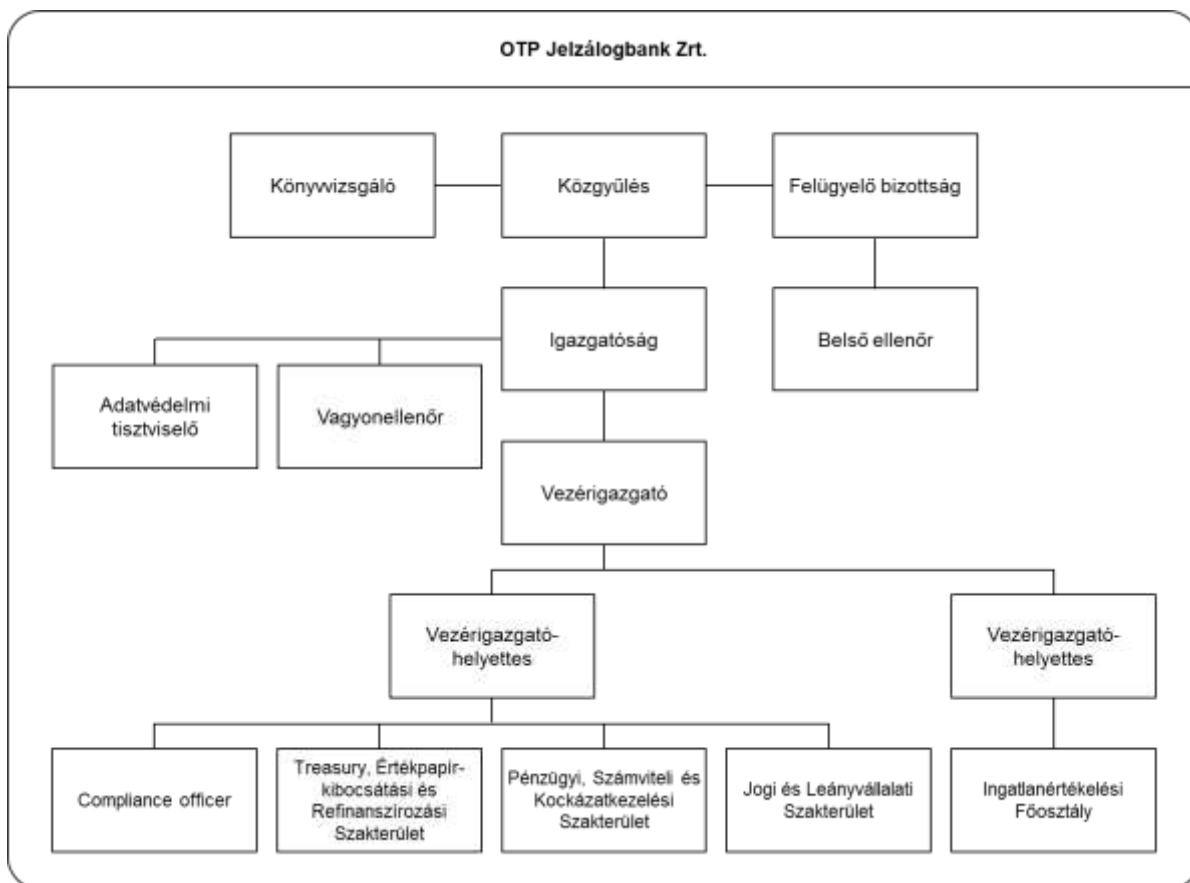 OTP Jelzálogbank Zrt.
Könyvvizsgáló
Közgyűlés
Felügyelő bizottság
Igazgatóság
Belső ellenőr
Adatvédelmi
tisztviselő
Vagyonellenőr
Vezérigazgató
Vezérigazgató-
helyettes
Vezérigazgató-
helyettes
Compliance officer
Treasury, Értékpapír-
kibocsátási és
Refinanszírozási
Szakterület
Pénzügyi, Számviteli és
Kockázatkezelési
Szakterület
Jogi és Leányvállalati
Szakterület
Ingatlanértékelési
Főosztály